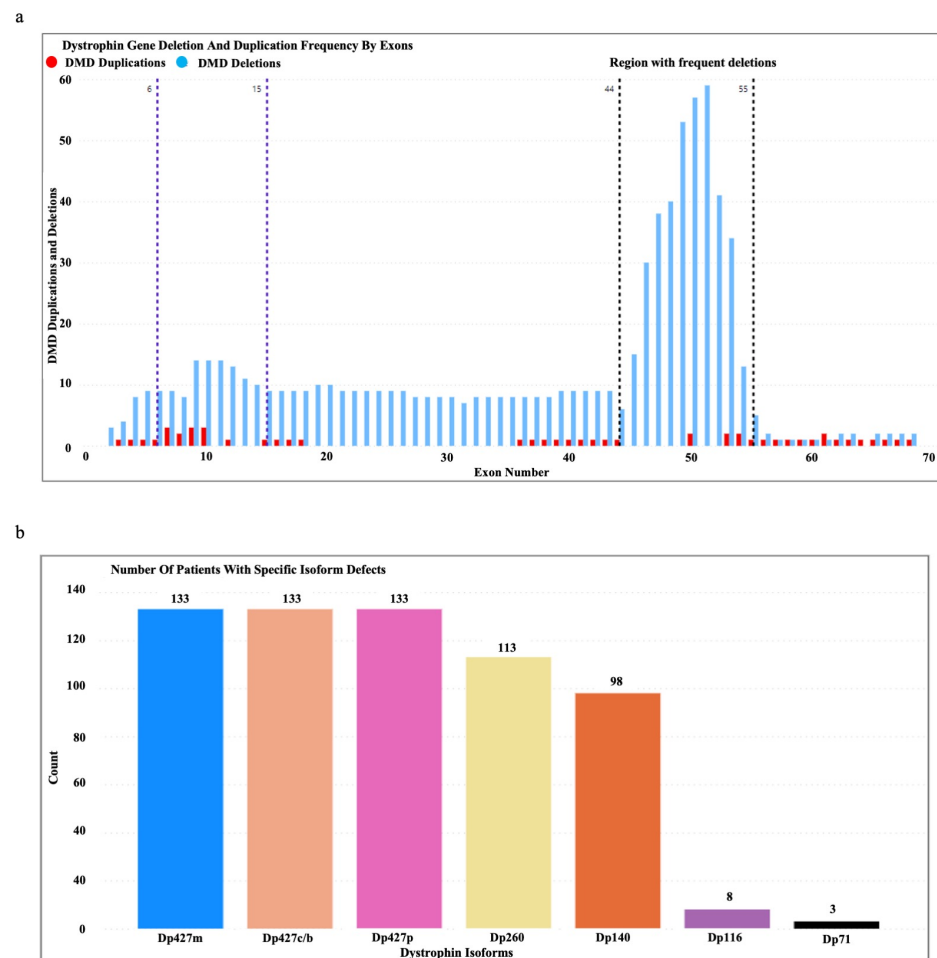 a
Dystrophin Gene Deletion And Duplication Frequency By Exons
DMD Duplications DMD Deletions
Region with frequent deletions
6 15 44 55
DMD Duplications and Deletions
60
50
40
30
20
10
0
0 10 20 30 40 50 60 70
Exon Number
b
Number Of Patients With Specific Isoform Defects
Count
140
120
100
80
60
40
20
0
133 133 133 113 98 8 3
Dp427m Dp427c/b Dp427p Dp260 Dp140 Dp116 Dp71
Dystrophin Isoforms